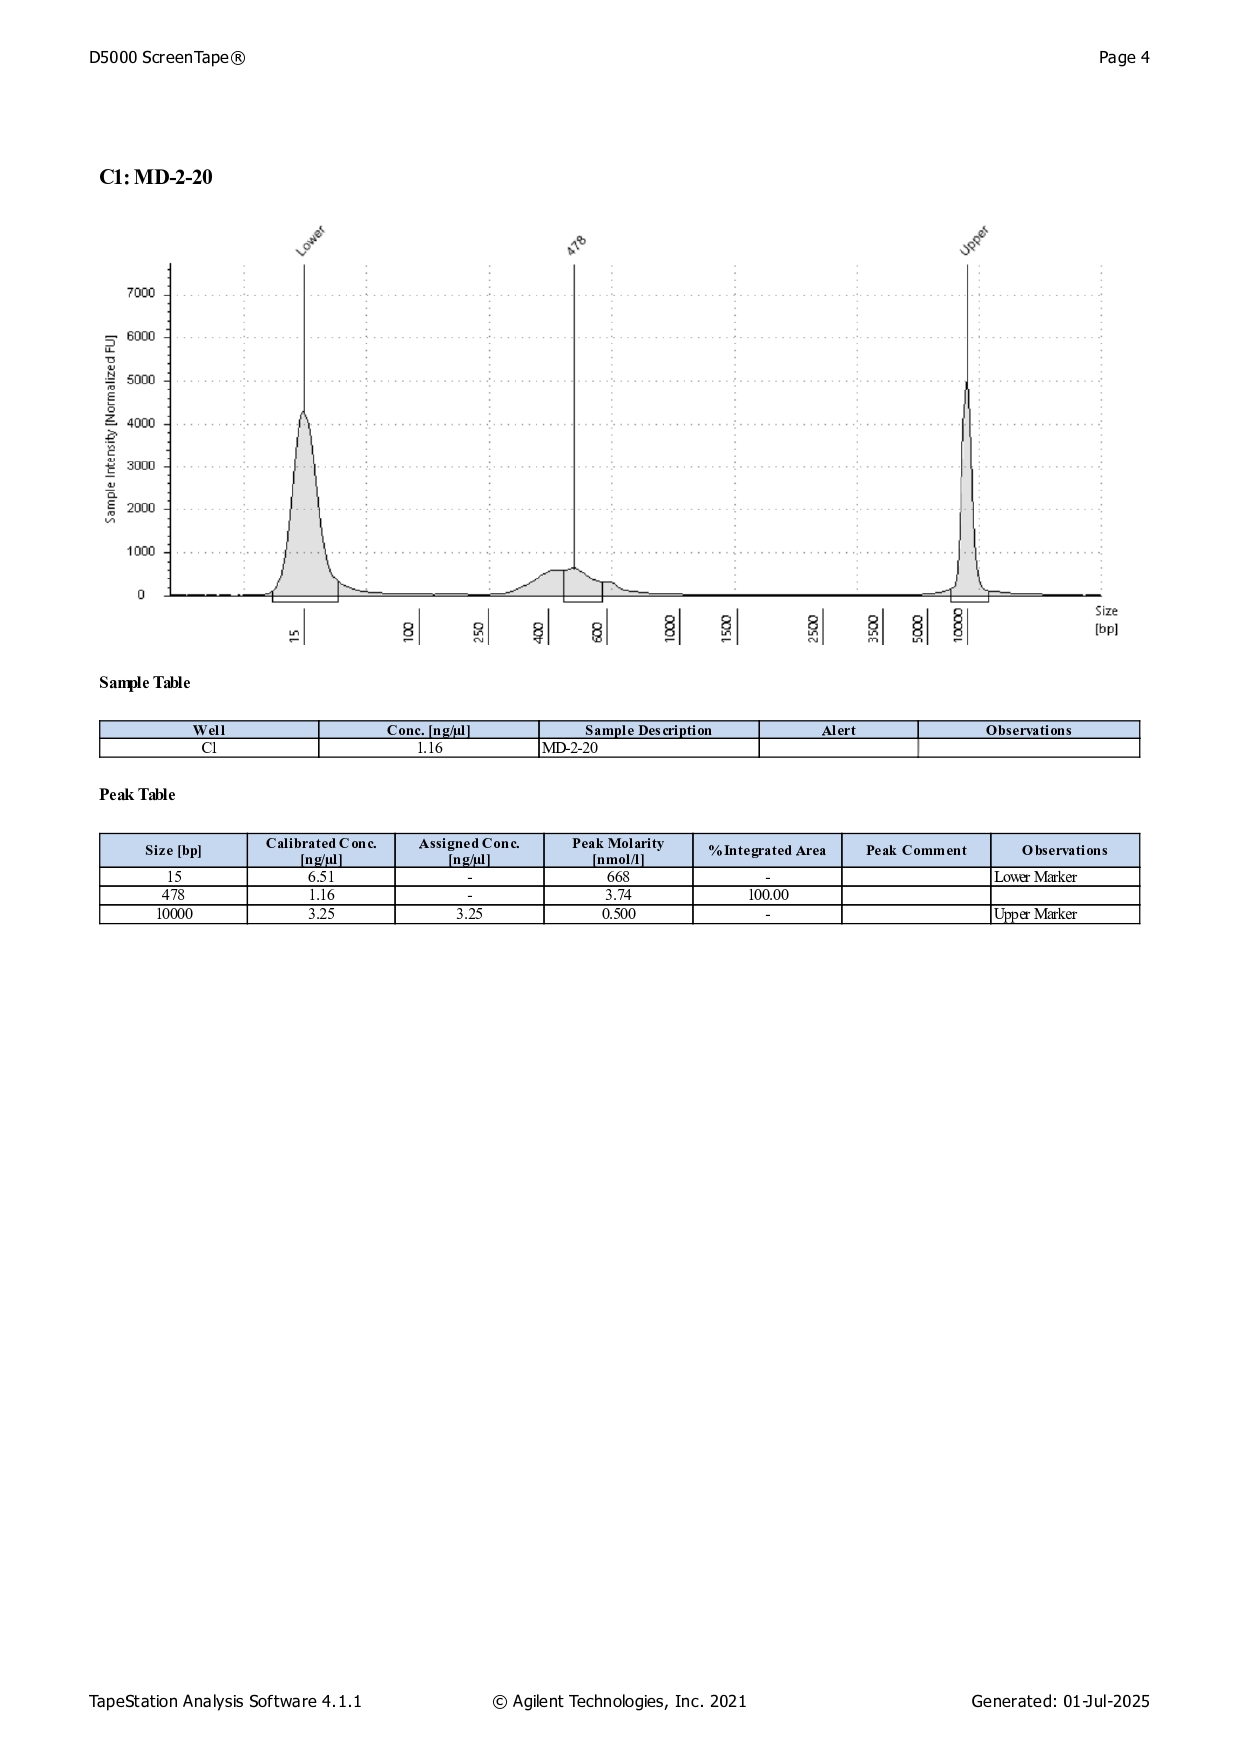 D5000 ScreenTape® Page 4
C1: MD-2-20
Lower 478 Upper
Sample Intensity [Normalized FU]
7000
6000
5000
4000
3000
2000
1000
0
15 100 250 400 600 1000 1500 2500 3500 5000 10000 Size [bp]
Sample Table
Well Conc. [ng/µl] Sample Description Alert Observations
C1 1.16 MD-2-20
Peak Table
Size [bp] Calibrated Conc. [ng/µl] Assigned Conc. [ng/µl] Peak Molarity [nmol/l] % Integrated Area Peak Comment Observations
15 6.51 - 668 - Lower Marker
478 1.16 - 3.74 100.00
10000 3.25 3.25 0.500 - Upper Marker
TapeStation Analysis Software 4.1.1 © Agilent Technologies, Inc. 2021 Generated: 01-Jul-2025